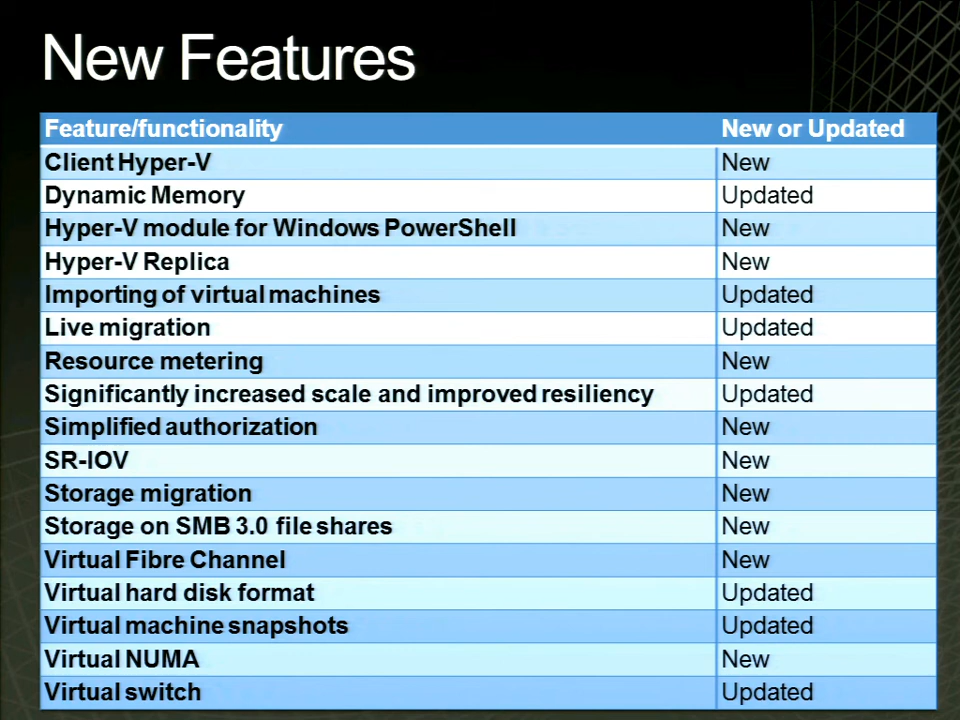 New Features
Feature/functionality New or Updated
Client Hyper-V New
Dynamic Memory Updated
Hyper-V module for Windows PowerShell New
Hyper-V Replica New
Importing of virtual machines Updated
Live migration Updated
Resource metering New
Significantly increased scale and improved resiliency Updated
Simplified authorization New
SR-IOV New
Storage migration New
Storage on SMB 3.0 file shares New
Virtual Fibre Channel New
Virtual hard disk format Updated
Virtual machine snapshots Updated
Virtual NUMA New
Virtual switch Updated